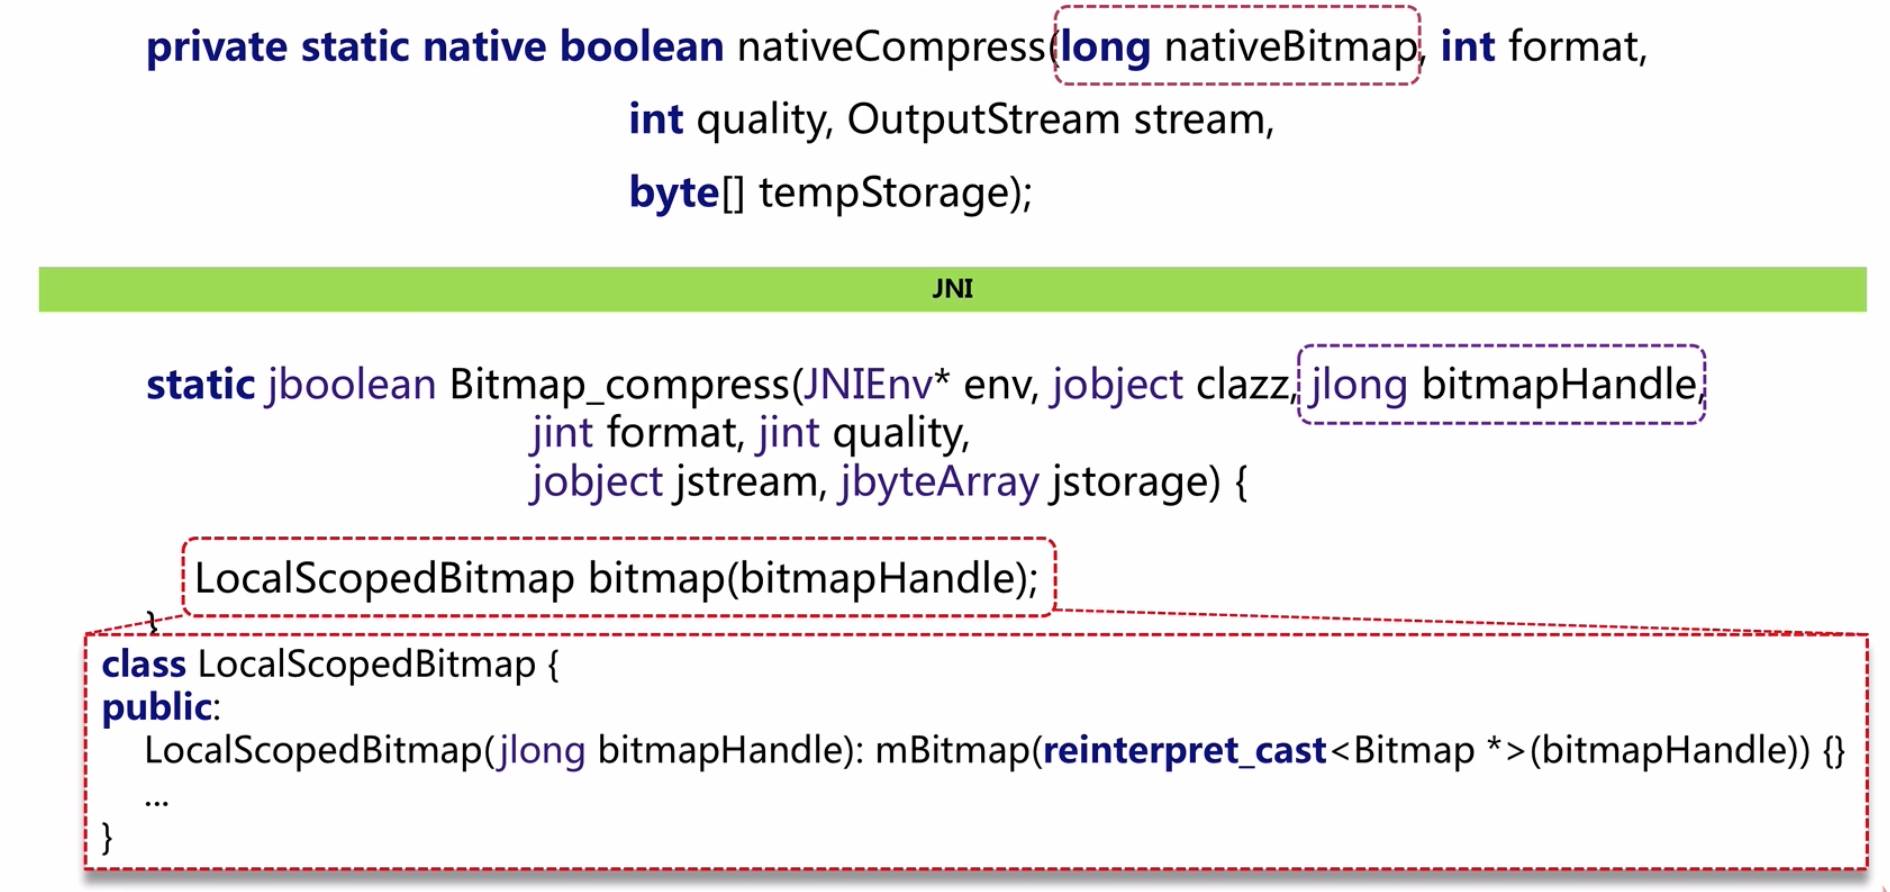 private static native boolean nativeCompress(long nativeBitmap, int format,
int quality, OutputStream stream,
byte[] tempStorage);
JNI
static jboolean Bitmap_compress(JNIEnv* env, jobject clazz, jlong bitmapHandle,
jint format, jint quality,
jobject jstream, jbyteArray jstorage) {
LocalScopedBitmap bitmap(bitmapHandle);
}
class LocalScopedBitmap {
public:
LocalScopedBitmap(jlong bitmapHandle): mBitmap(reinterpret_cast<Bitmap *>(bitmapHandle)) {}
...
}